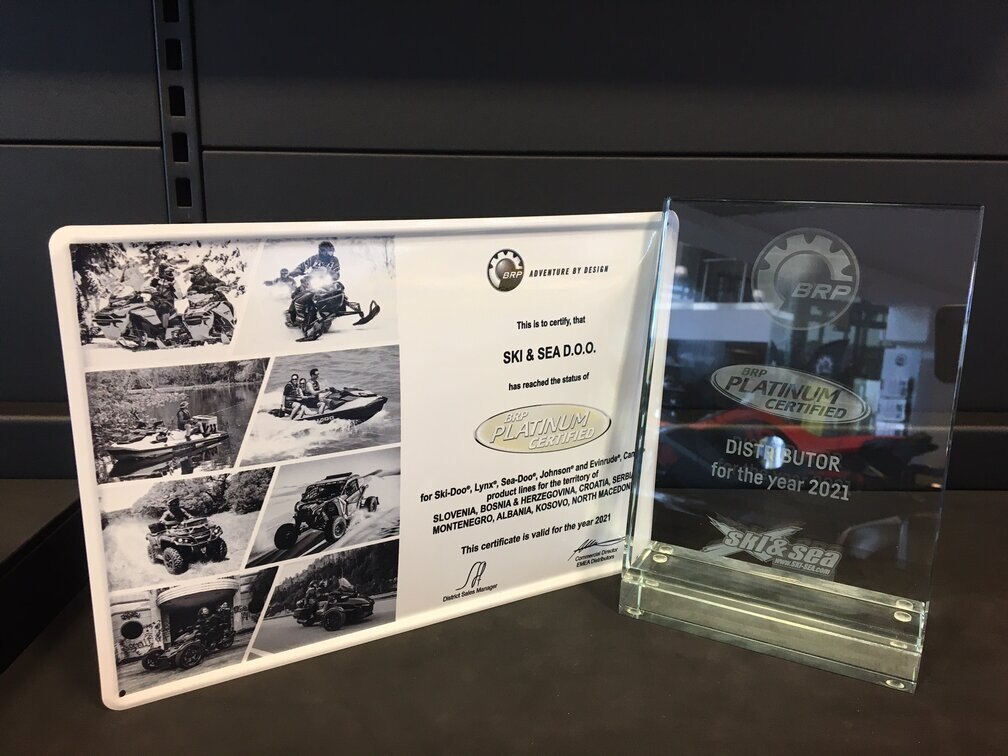 BRP ADVENTURE BY DESIGN
This is to certify, that
SKI & SEA D.O.O.
has reached the status of
BRP
PLATINUM
CERTIFIED
for Ski-Doo®, Lynx®, Sea-Doo®, Johnson® and Evinrude®,
product lines for the territory of
SLOVENIA, BOSNIA & HERZEGOVINA, CROATIA,
MONTENEGRO, ALBANIA, KOSOVO, NORTH
This certificate is valid for the year 2021
District Sales Manager
Commercial Director
EMEA Distributors
BRP
BRP
PLATINUM
CERTIFIED
DISTRIBUTOR
for the year 2021
ski&sea
www.SKI-SEA.com